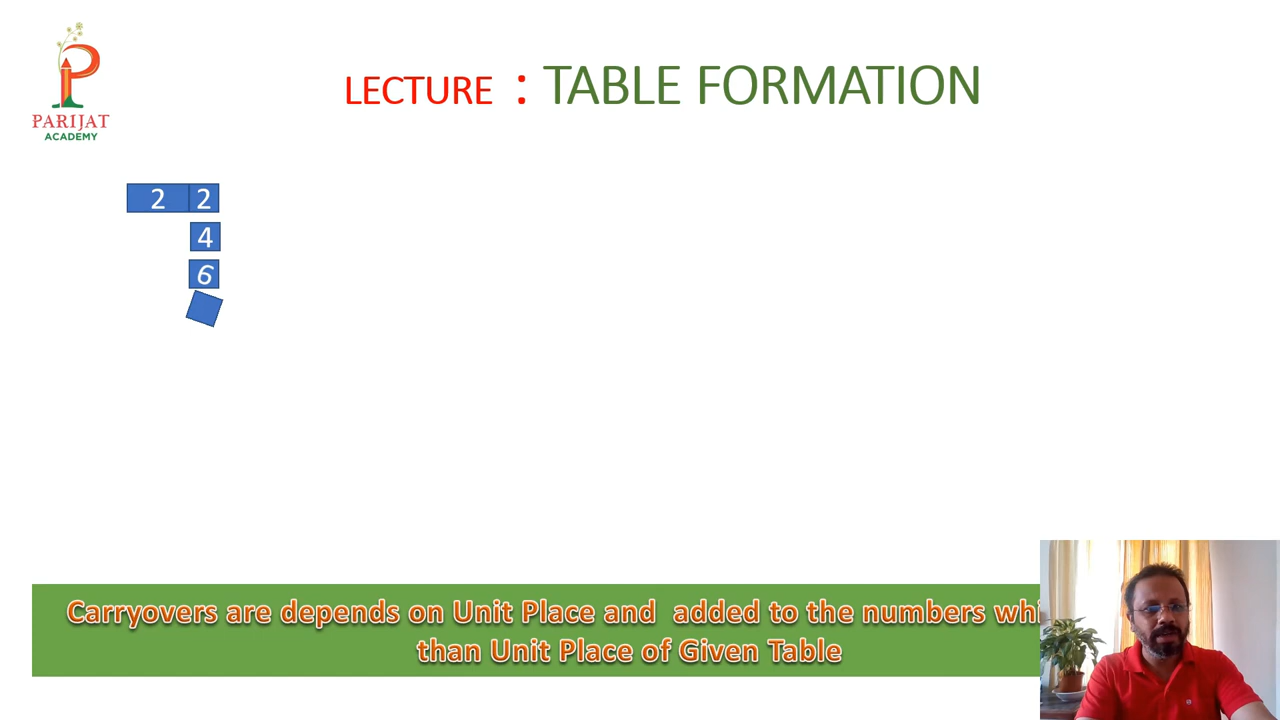 PARIJAT
ACADEMY
LECTURE : TABLE FORMATION
2 2
4
6
Carryovers are depends on Unit Place and added to the numbers
than Unit Place of Given Table